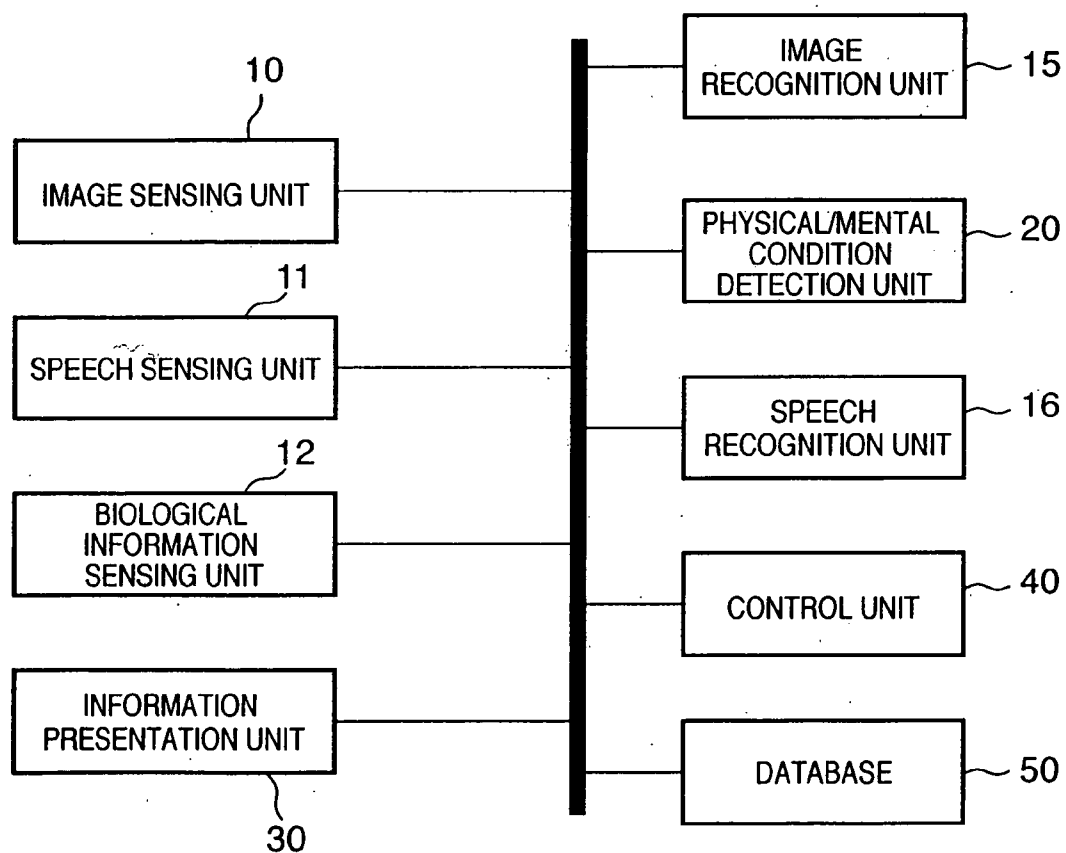 10
IMAGE SENSING UNIT
11
SPEECH SENSING UNIT
12
BIOLOGICAL
INFORMATION
SENSING UNIT
INFORMATION
PRESENTATION UNIT
30
IMAGE
RECOGNITION UNIT
15
PHYSICAL/MENTAL
CONDITION
DETECTION UNIT
20
SPEECH
RECOGNITION UNIT
16
CONTROL UNIT
40
DATABASE
50